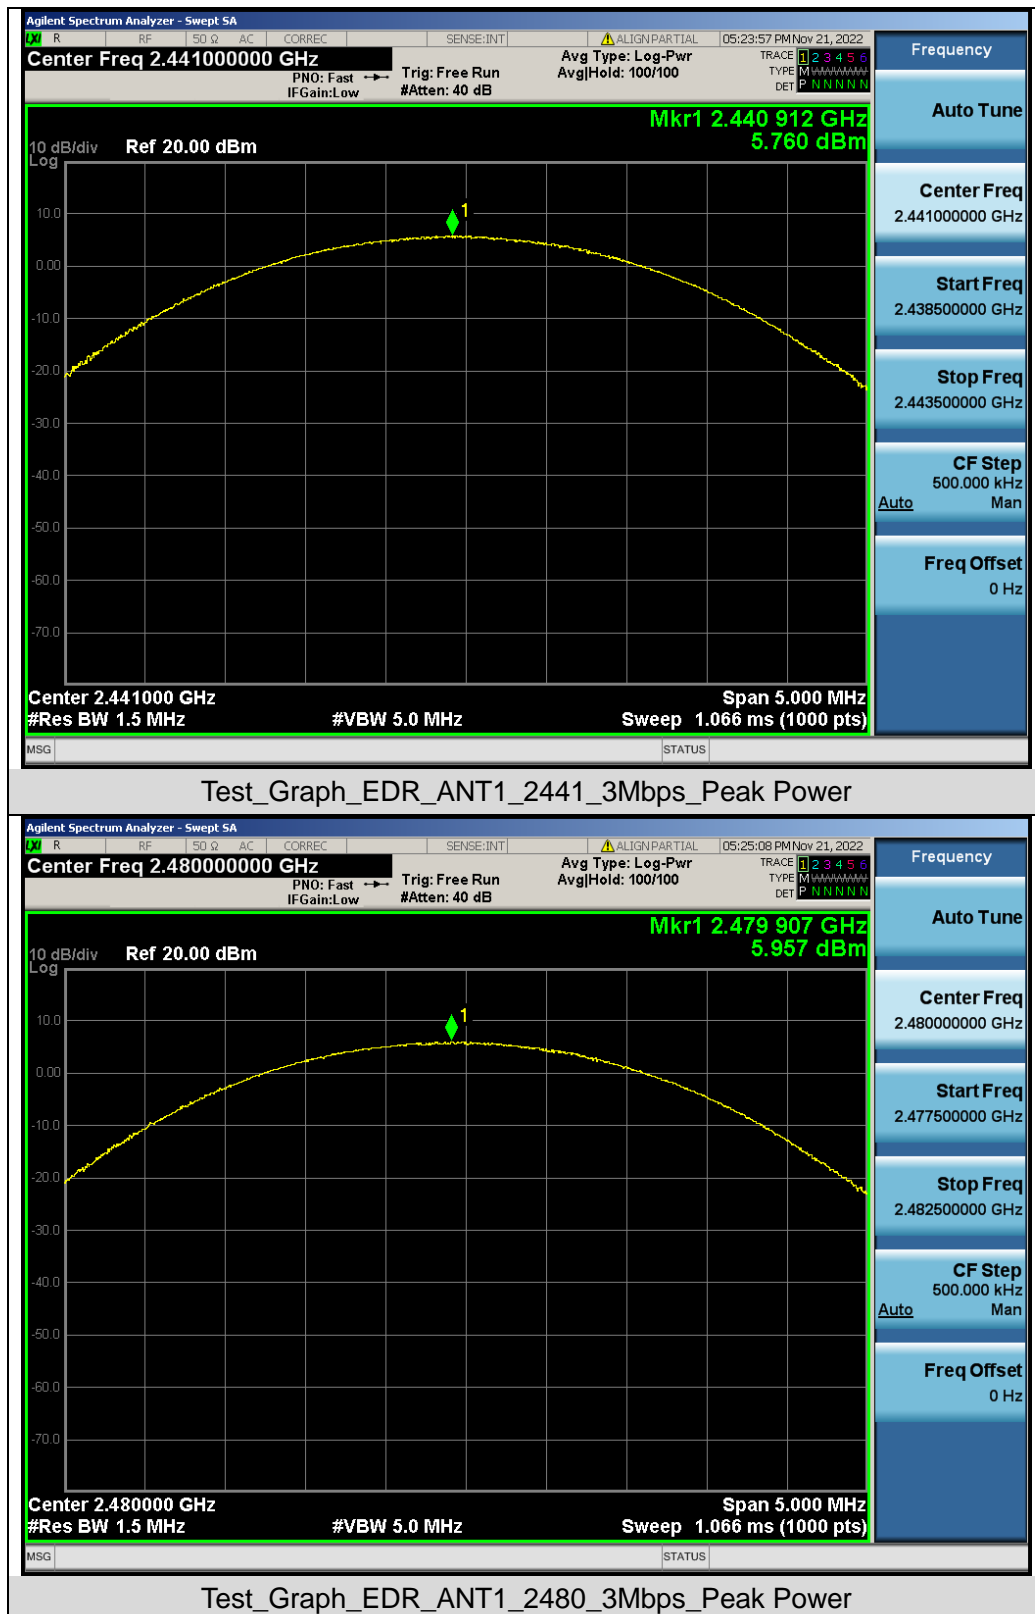 Agilent Spectrum Analyzer - Swept SA
LXI R RF 50 Ω AC CORREC SENSE:INT ALIGN PARTIAL 05:23:57 PM Nov 21, 2022
Center Freq 2.441000000 GHz
PNO: Fast
IFGain:Low
Trig: Free Run
#Atten: 40 dB
Avg Type: Log-Pwr
Avg|Hold: 100/100
TRACE 1 2 3 4 5 6
TYPE M WWWWW
DET P N N N N N
Mkr1 2.440 912 GHz
5.760 dBm
10 dB/div Ref 20.00 dBm
Log
1
10.0
0.00
-10.0
-20.0
-30.0
-40.0
-50.0
-60.0
-70.0
Center 2.441000 GHz Span 5.000 MHz
#Res BW 1.5 MHz #VBW 5.0 MHz Sweep 1.066 ms (1000 pts)
MSG STATUS
Frequency
Auto Tune
Center Freq
2.441000000 GHz
Start Freq
2.438500000 GHz
Stop Freq
2.443500000 GHz
CF Step
500.000 kHz
Auto Man
Freq Offset
0 Hz
Test_Graph_EDR_ANT1_2441_3Mbps_Peak Power
Agilent Spectrum Analyzer - Swept SA
LXI R RF 50 Ω AC CORREC SENSE:INT ALIGN PARTIAL 05:25:08 PM Nov 21, 2022
Center Freq 2.480000000 GHz
PNO: Fast
IFGain:Low
Trig: Free Run
#Atten: 40 dB
Avg Type: Log-Pwr
Avg|Hold: 100/100
TRACE 1 2 3 4 5 6
TYPE M WWWWW
DET P N N N N N
Mkr1 2.479 907 GHz
5.957 dBm
10 dB/div Ref 20.00 dBm
Log
1
10.0
0.00
-10.0
-20.0
-30.0
-40.0
-50.0
-60.0
-70.0
Center 2.480000 GHz Span 5.000 MHz
#Res BW 1.5 MHz #VBW 5.0 MHz Sweep 1.066 ms (1000 pts)
MSG STATUS
Frequency
Auto Tune
Center Freq
2.480000000 GHz
Start Freq
2.477500000 GHz
Stop Freq
2.482500000 GHz
CF Step
500.000 kHz
Auto Man
Freq Offset
0 Hz
Test_Graph_EDR_ANT1_2480_3Mbps_Peak Power